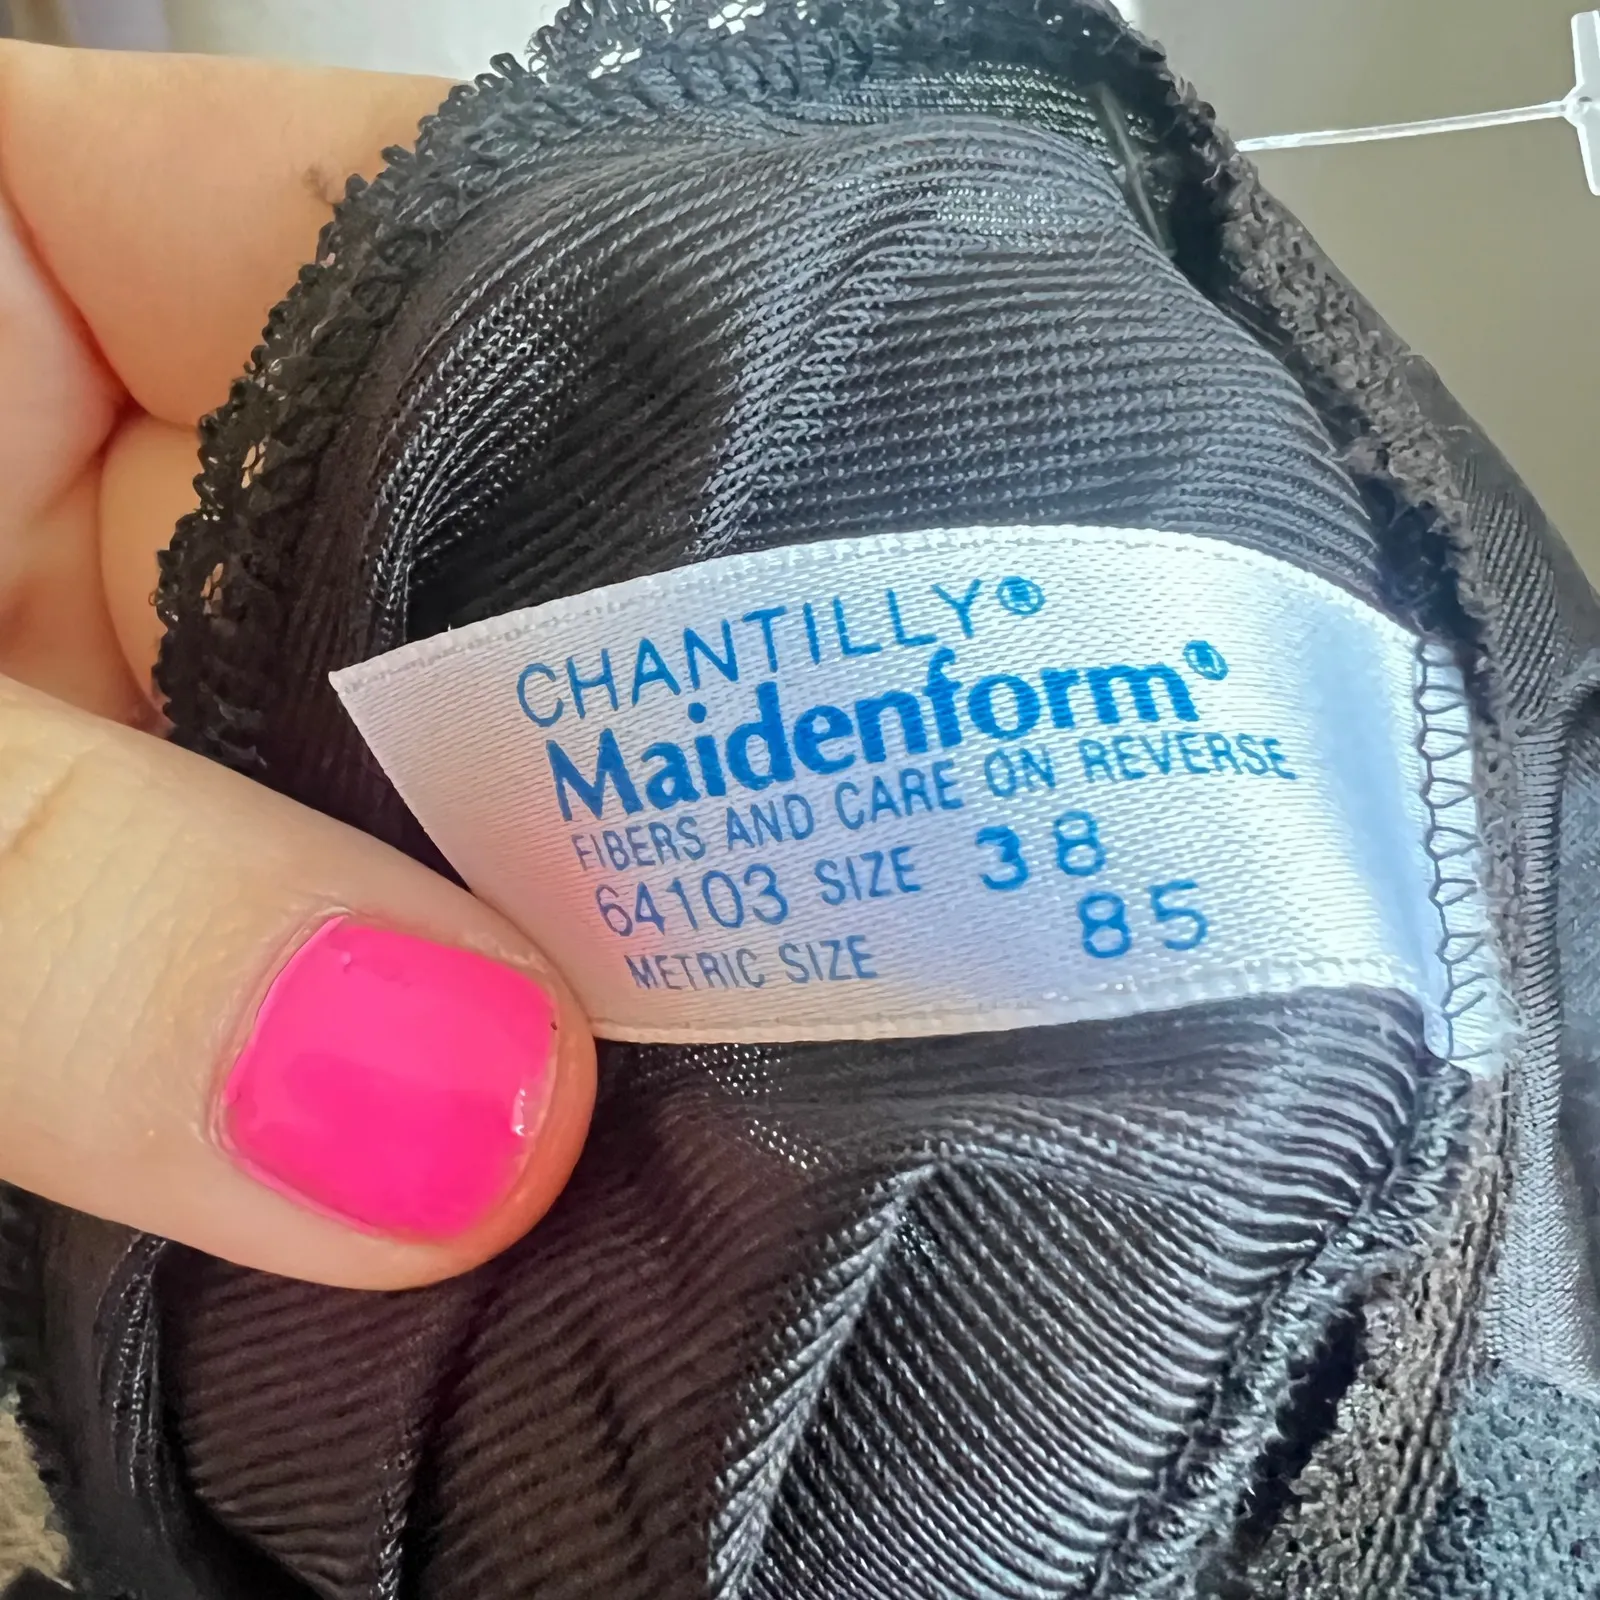 CHANTILLY®
Maidenform®
FIBERS AND CARE ON REVERSE
64103 SIZE 38
METRIC SIZE 85